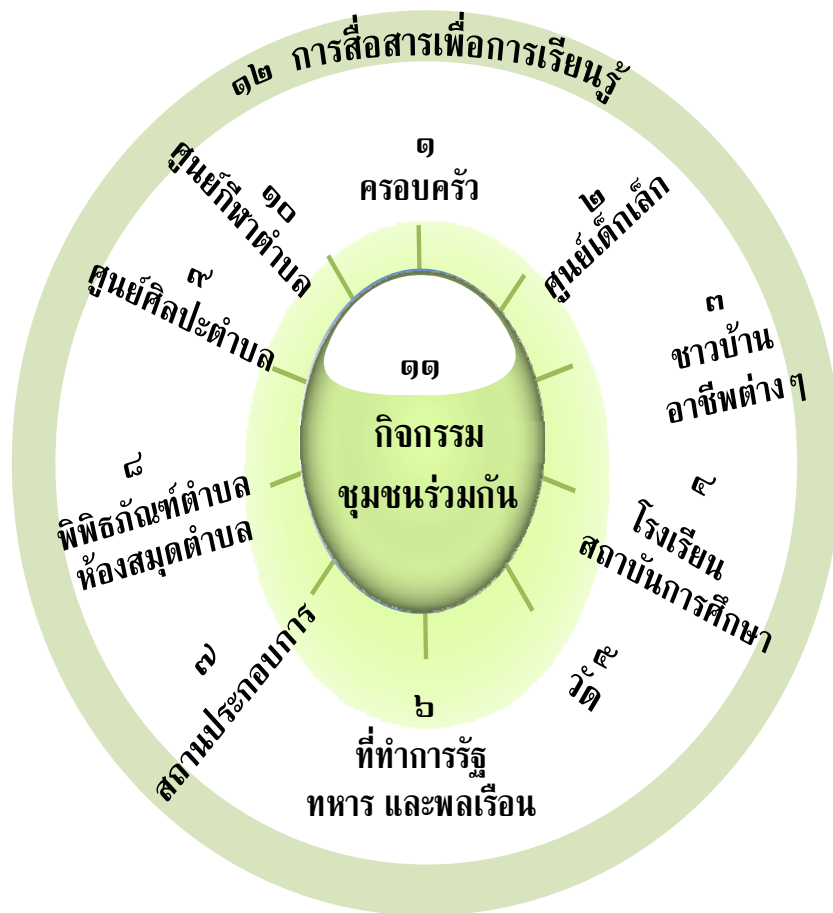 ๑๒ การสื่อสารเพื่อการเรียนรู้
๑
ครอบครัว
๒
ศูนย์เด็กเล็ก
๓
ชาวบ้าน
อาชีพต่างๆ
๔
โรงเรียน
สถาบันการศึกษา
๕
วัด
๖
ที่ทำการรัฐ
ทหาร และพลเรือน
๗
สถานประกอบการ
๘
พิพิธภัณฑ์ตำบล
ห้องสมุดตำบล
๙
ศูนย์ศิลปะตำบล
๑๐
ศูนย์กีฬาตำบล
๑๑
กิจกรรม
ชุมชนร่วมกัน